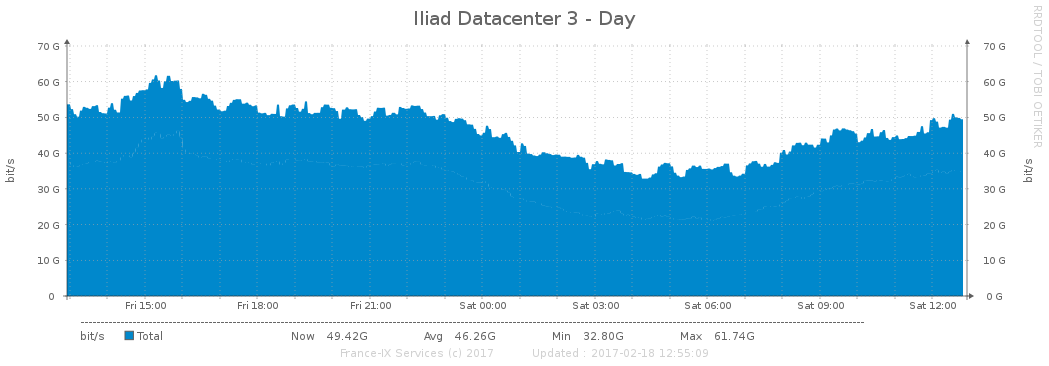 Iliad Datacenter 3 - Day
RRDTOOL / TOBI OETIKER
bit/s
70 G
60 G
50 G
40 G
30 G
20 G
10 G
0
70 G
60 G
50 G
40 G
30 G
20 G
10 G
0 G
bit/s
Fri 15:00 Fri 18:00 Fri 21:00 Sat 00:00 Sat 03:00 Sat 06:00 Sat 09:00 Sat 12:00
bit/s Total Now 49.42G Avg 46.26G Min 32.80G Max 61.74G
France-IX Services (c) 2017 Updated : 2017-02-18 12:55:09